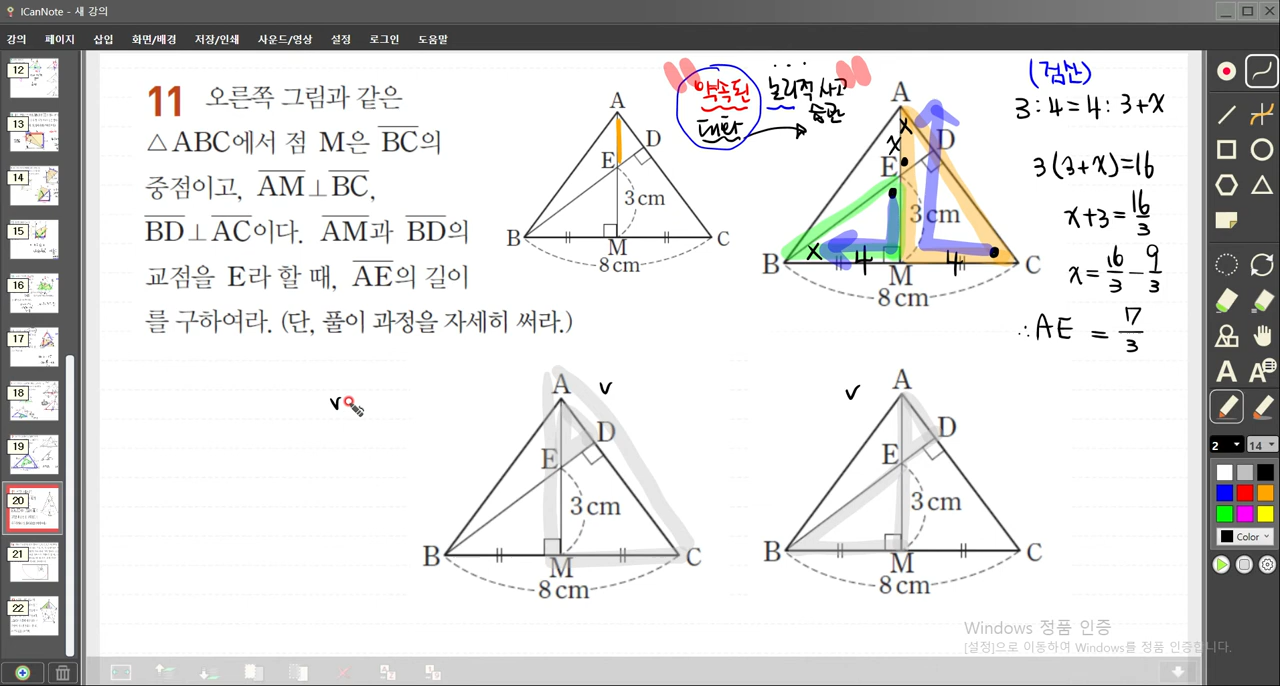 ICanNote - 새 강의
강의 페이지 삽입 화면/배경 저장/인쇄 사운드/영상 설정 로그인 도움말
12
13
14
15
16
17
18
19
20
21
22
11 오른쪽 그림과 같은
△ABC에서 점 M은 BC의
중점이고, AM⊥BC,
BD⊥AC이다. AM과 BD의
교점을 E라 할 때, AE의 길이
를 구하여라. (단, 풀이 과정을 자세히 써라.)
A
D
E
3 cm
B
M
C
8 cm
약속된
대화
논리적 사고
습관
A
x
D
x
E
3 cm
x
4
4
B
M
C
8 cm
(검산)
3 : 4 = 4 : 3+x
3(3+x)=16
x+3 = 16/3
x = 16/3 - 9/3
∴ AE = 7/3
v
A
v
D
E
3 cm
B
M
C
8 cm
v
A
D
E
3 cm
B
M
C
8 cm
2
14
Color
Windows 정품 인증
[설정]으로 이동하여 Windows를 정품 인증합니다.